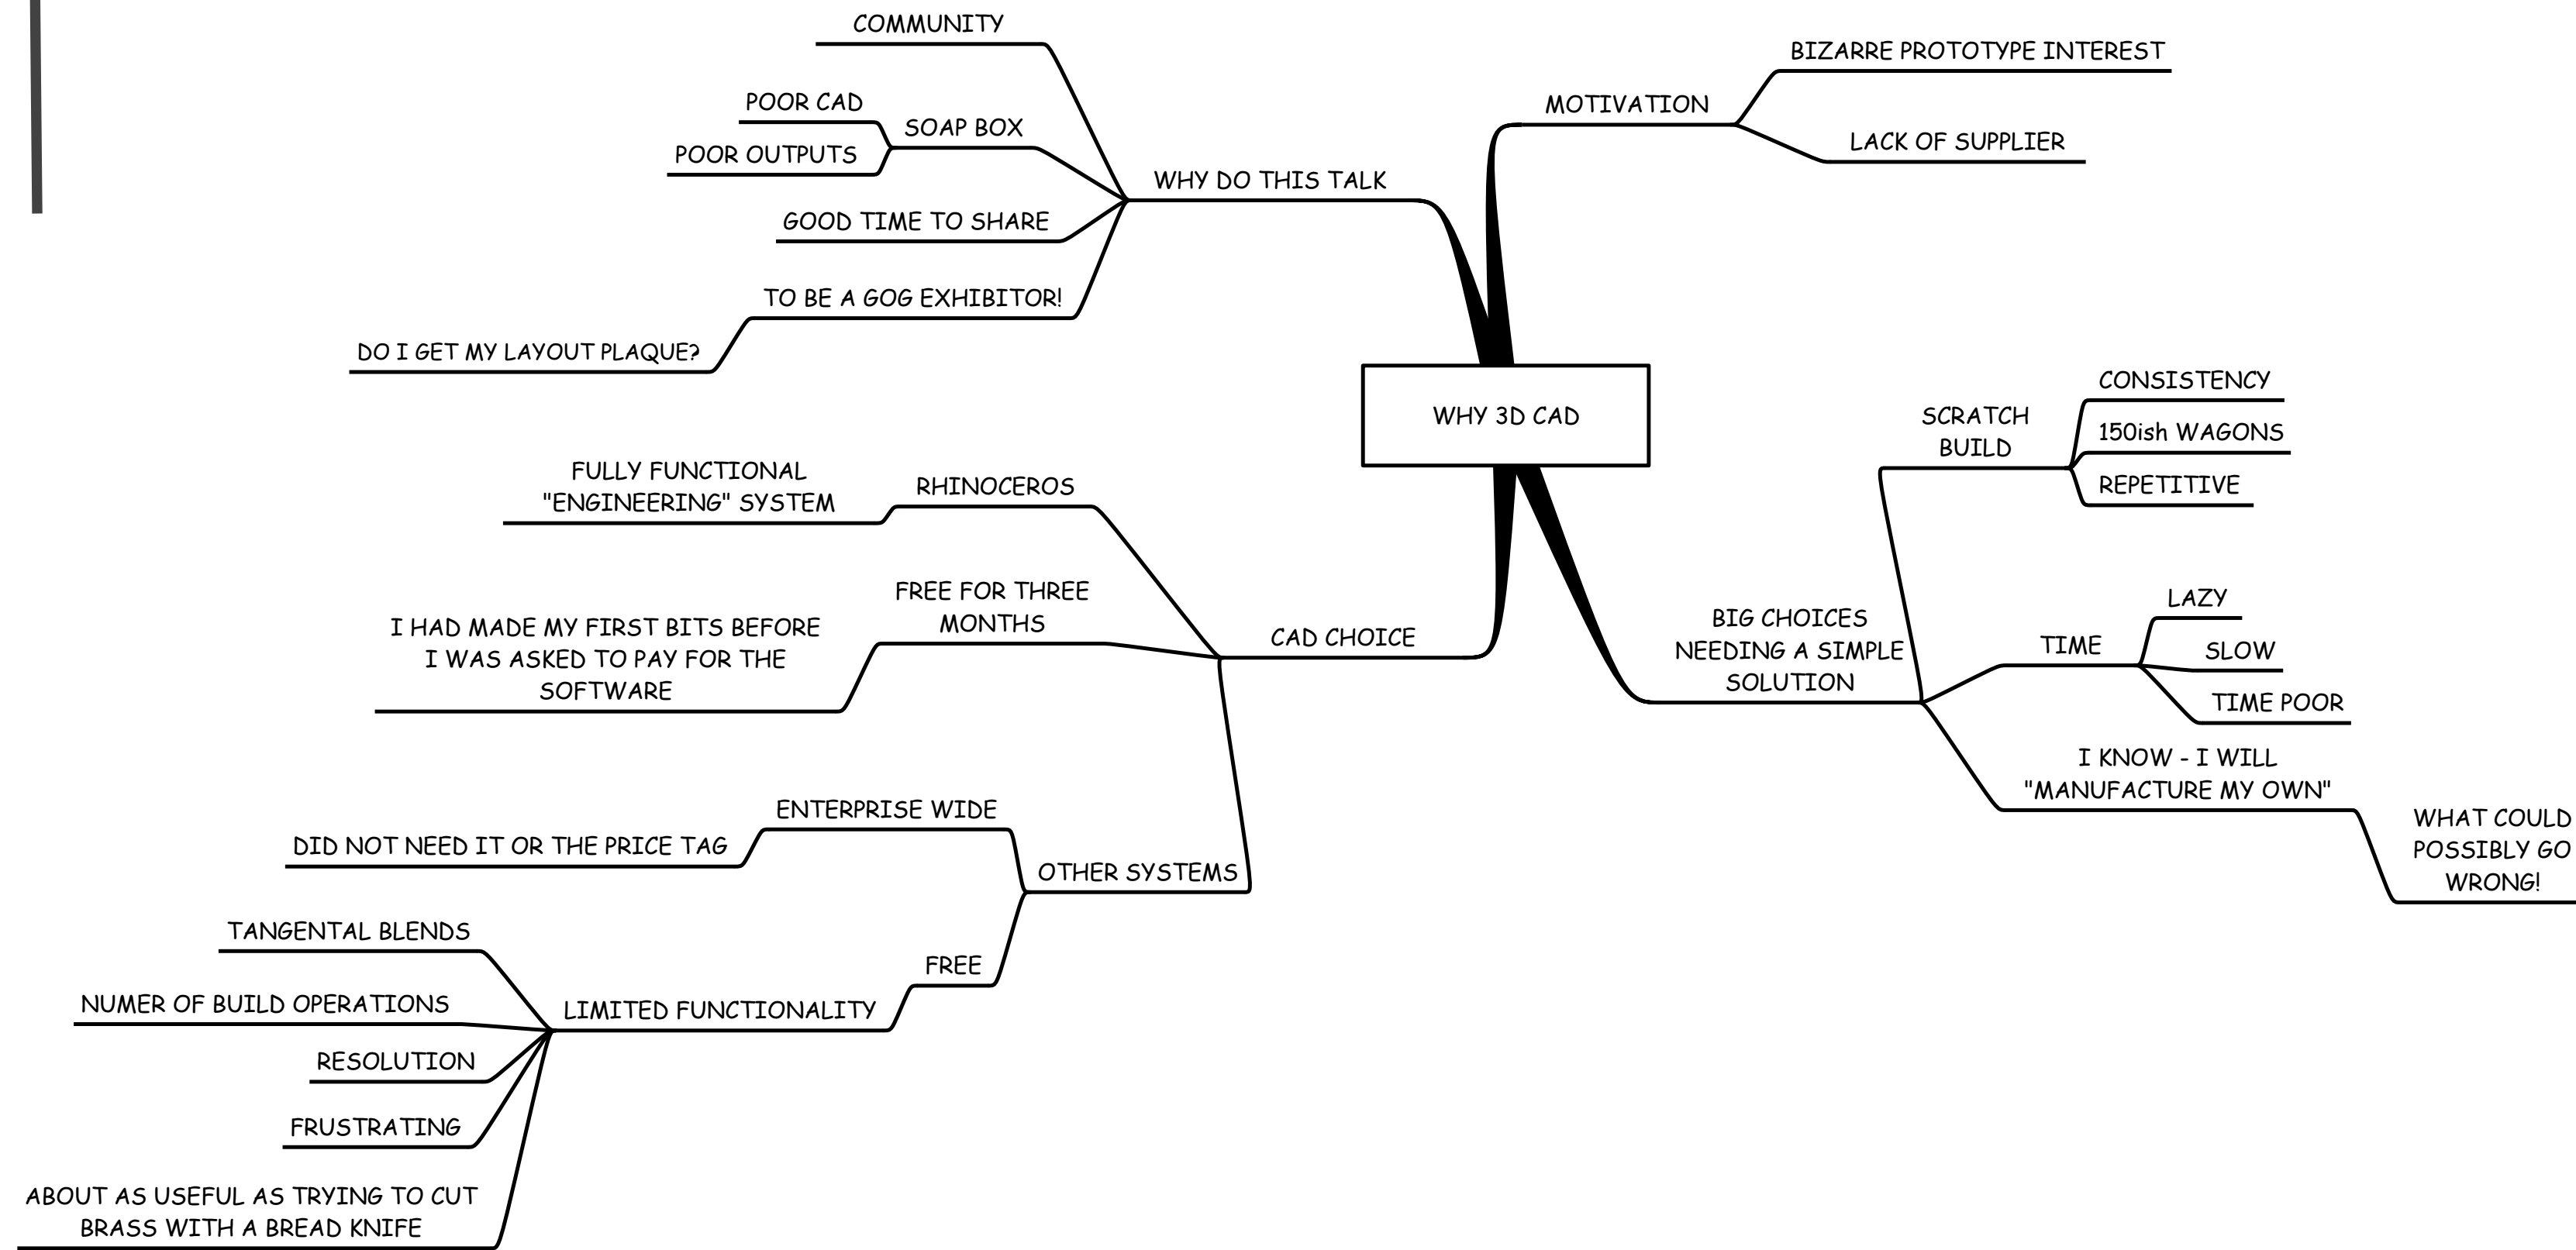 COMMUNITY
POOR CAD
SOAP BOX
POOR OUTPUTS
WHY DO THIS TALK
GOOD TIME TO SHARE
TO BE A GOG EXHIBITOR!
DO I GET MY LAYOUT PLAQUE?
BIZARRE PROTOTYPE INTEREST
MOTIVATION
LACK OF SUPPLIER
WHY 3D CAD
FULLY FUNCTIONAL
"ENGINEERING" SYSTEM
RHINOCEROS
FREE FOR THREE
MONTHS
I HAD MADE MY FIRST BITS BEFORE
I WAS ASKED TO PAY FOR THE
SOFTWARE
CAD CHOICE
ENTERPRISE WIDE
DID NOT NEED IT OR THE PRICE TAG
OTHER SYSTEMS
FREE
LIMITED FUNCTIONALITY
TANGENTAL BLENDS
NUMER OF BUILD OPERATIONS
RESOLUTION
FRUSTRATING
ABOUT AS USEFUL AS TRYING TO CUT
BRASS WITH A BREAD KNIFE
CONSISTENCY
SCRATCH
BUILD
150ish WAGONS
REPETITIVE
BIG CHOICES
NEEDING A SIMPLE
SOLUTION
LAZY
TIME
SLOW
TIME POOR
I KNOW - I WILL
"MANUFACTURE MY OWN"
WHAT COULD
POSSIBLY GO
WRONG!